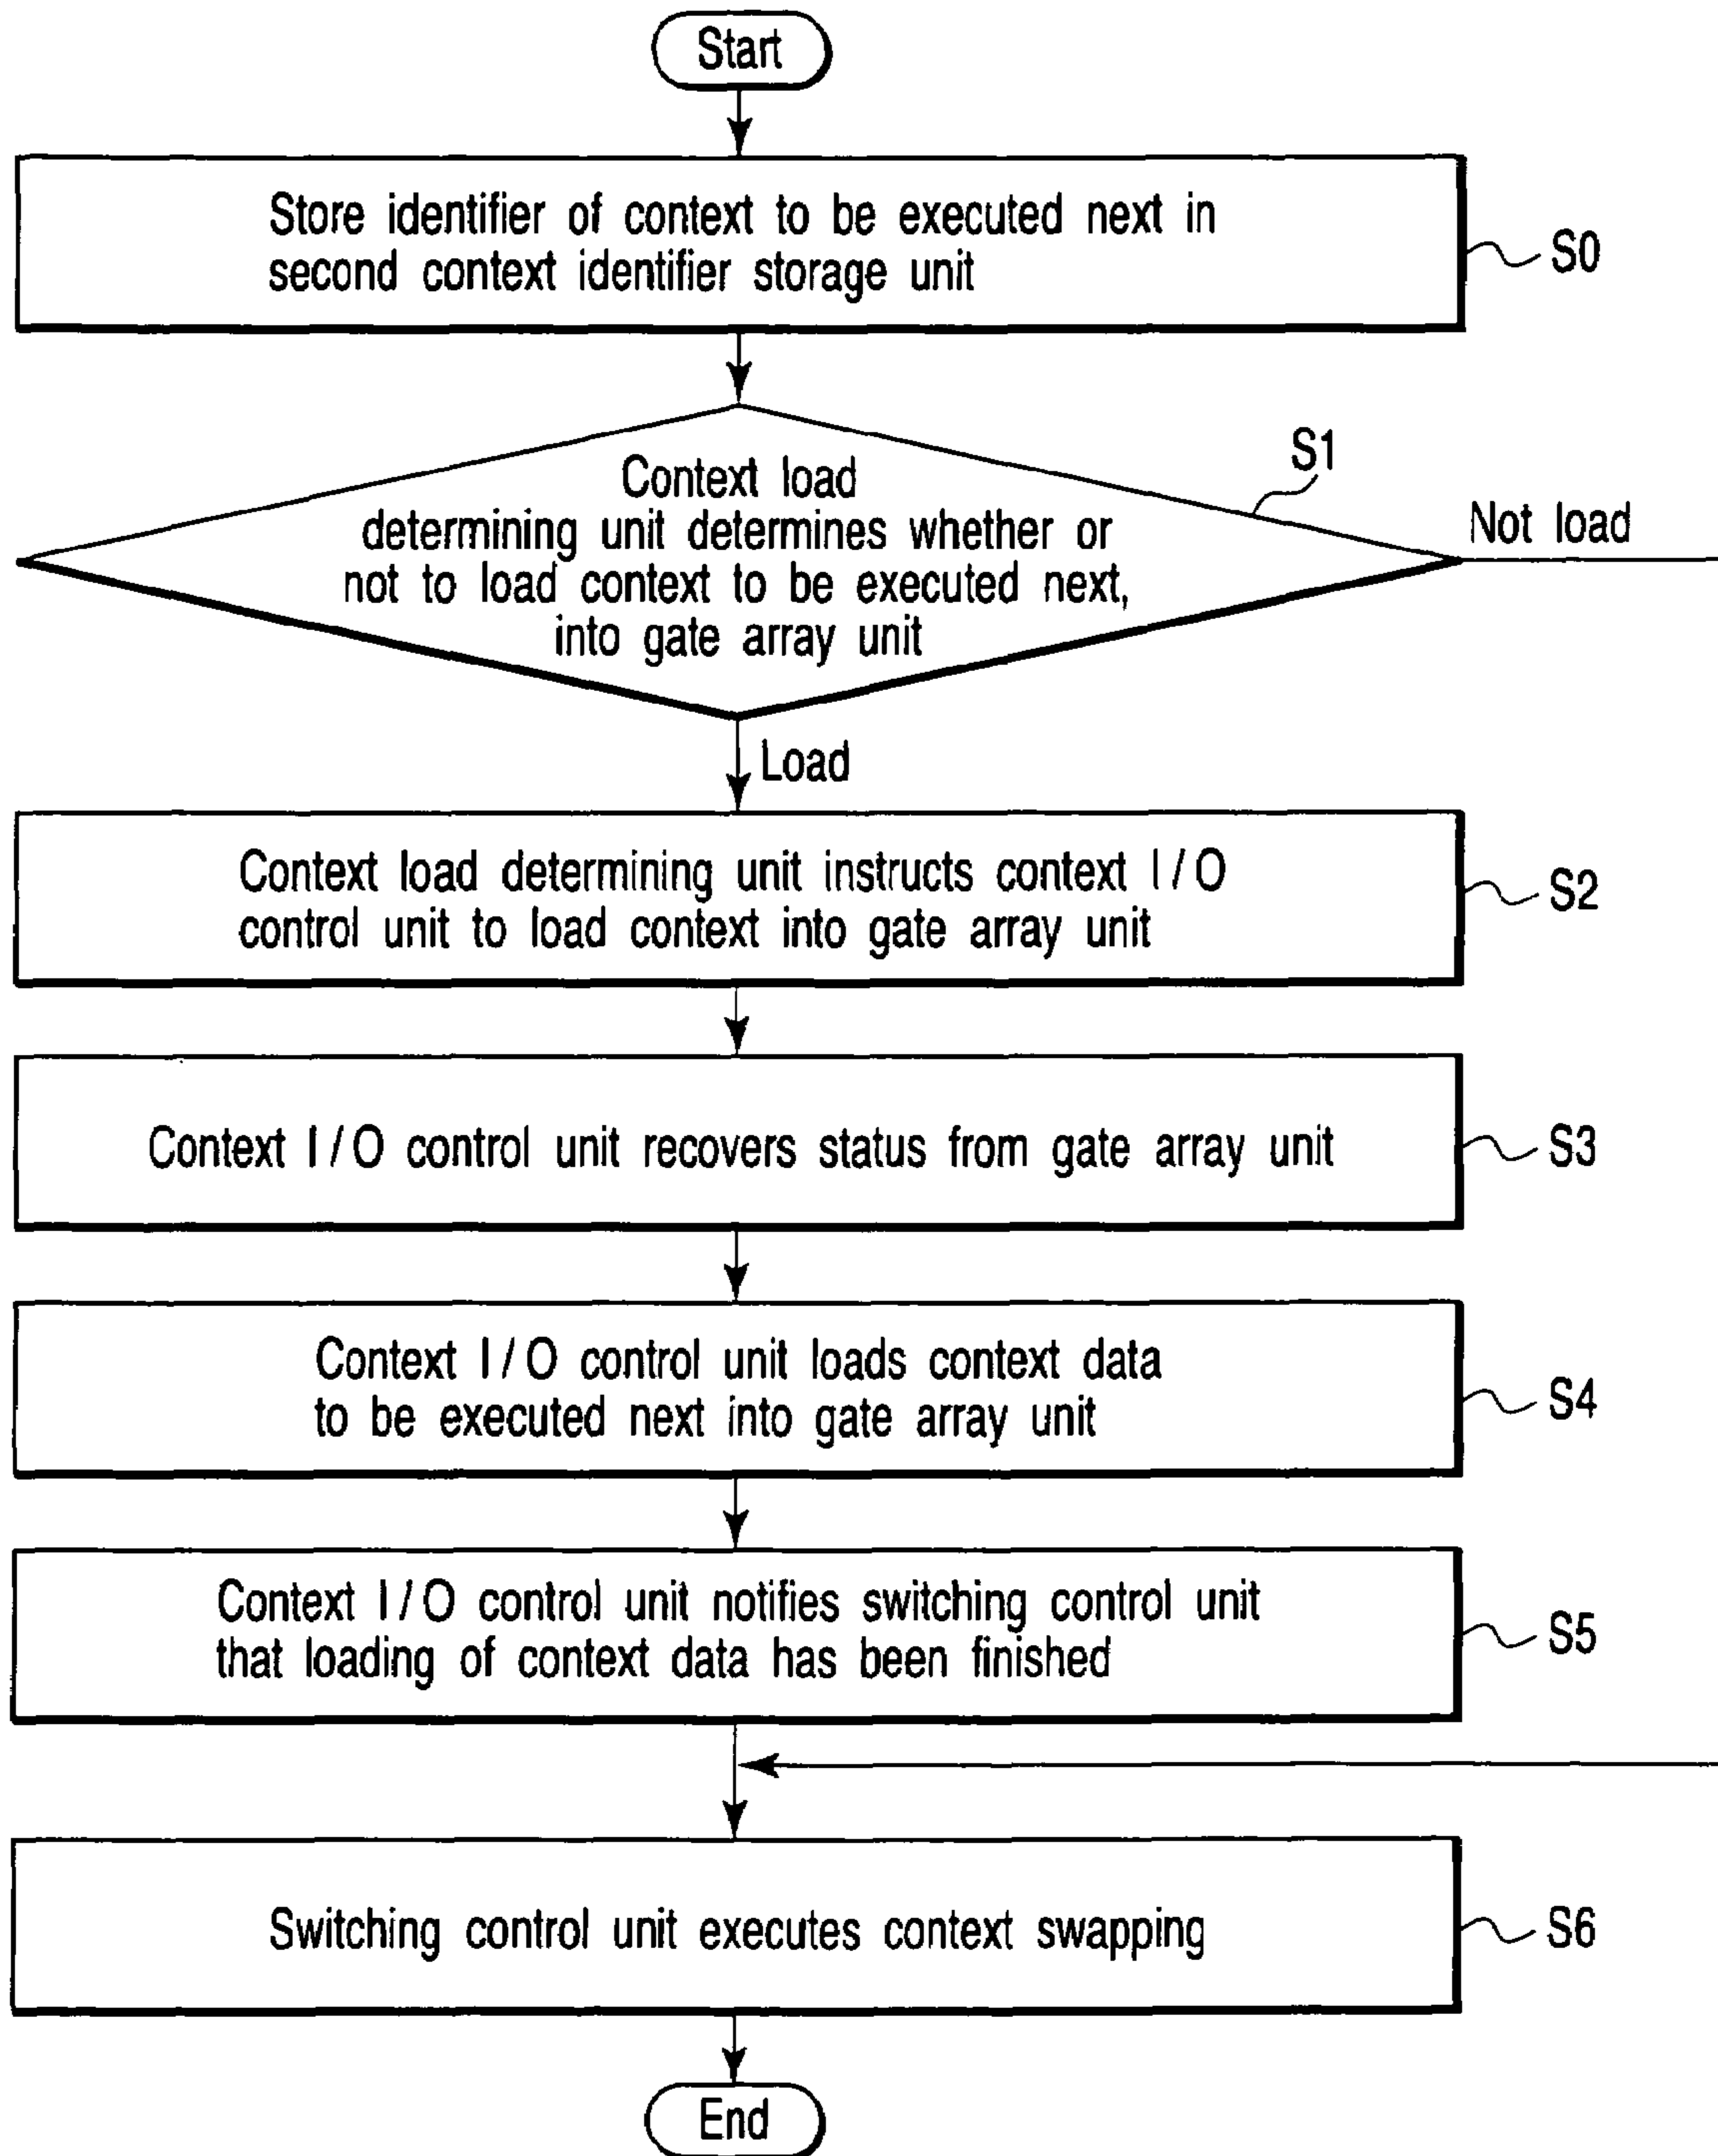 Start
Store identifier of context to be executed next in
second context identifier storage unit
S0
S1
Context load
determining unit determines whether or
not to load context to be executed next,
into gate array unit
Not load
Load
Context load determining unit instructs context I/O
control unit to load context into gate array unit
S2
Context I/O control unit recovers status from gate array unit
S3
Context I/O control unit loads context data
to be executed next into gate array unit
S4
Context I/O control unit notifies switching control unit
that loading of context data has been finished
S5
Switching control unit executes context swapping
S6
End